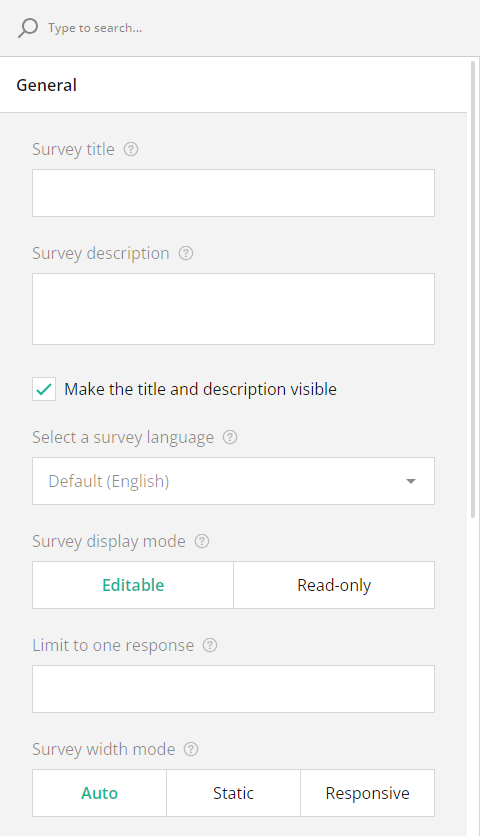 Type to search...
General
Survey title
Survey description
Make the title and description visible
Select a survey language
Default (English)
Survey display mode
Editable Read-only
Limit to one response
Survey width mode
Auto Static Responsive